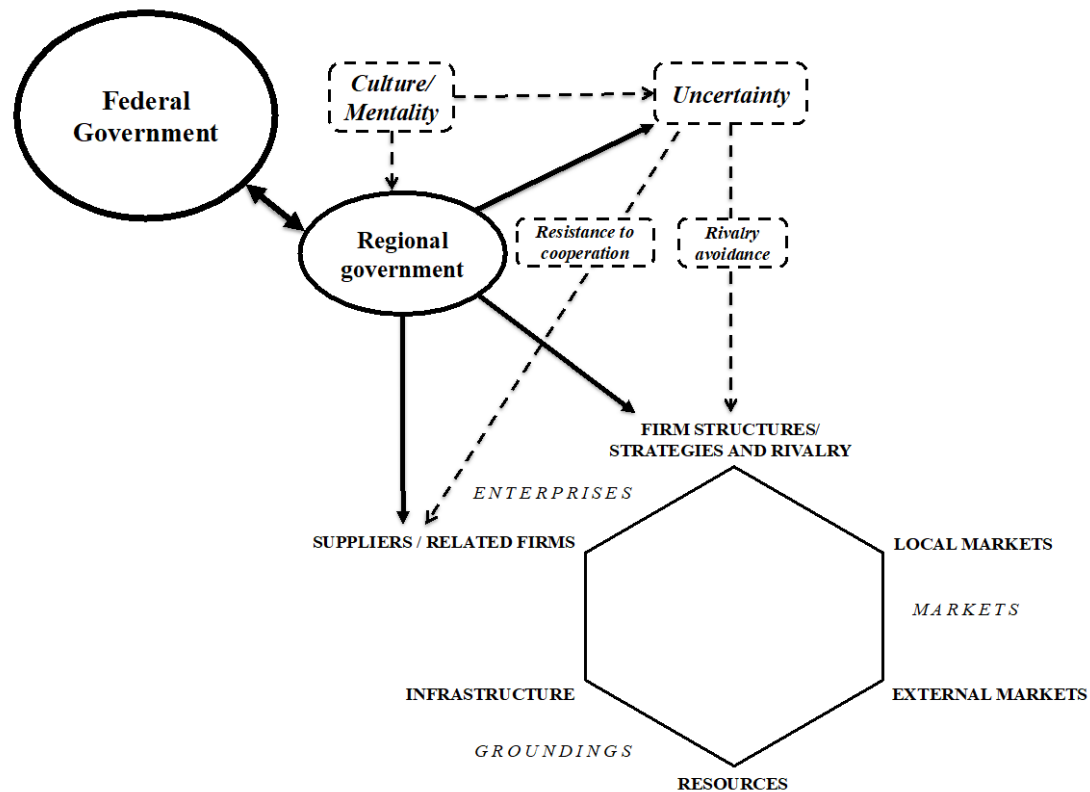 Federal
Government
Culture/
Mentality
Uncertainty
Regional
government
Resistance to
cooperation
Rivalry
avoidance
FIRM STRUCTURES/
STRATEGIES AND RIVALRY
ENTERPRISES
SUPPLIERS / RELATED FIRMS
LOCAL MARKETS
MARKETS
INFRASTRUCTURE
EXTERNAL MARKETS
GROUNDINGS
RESOURCES